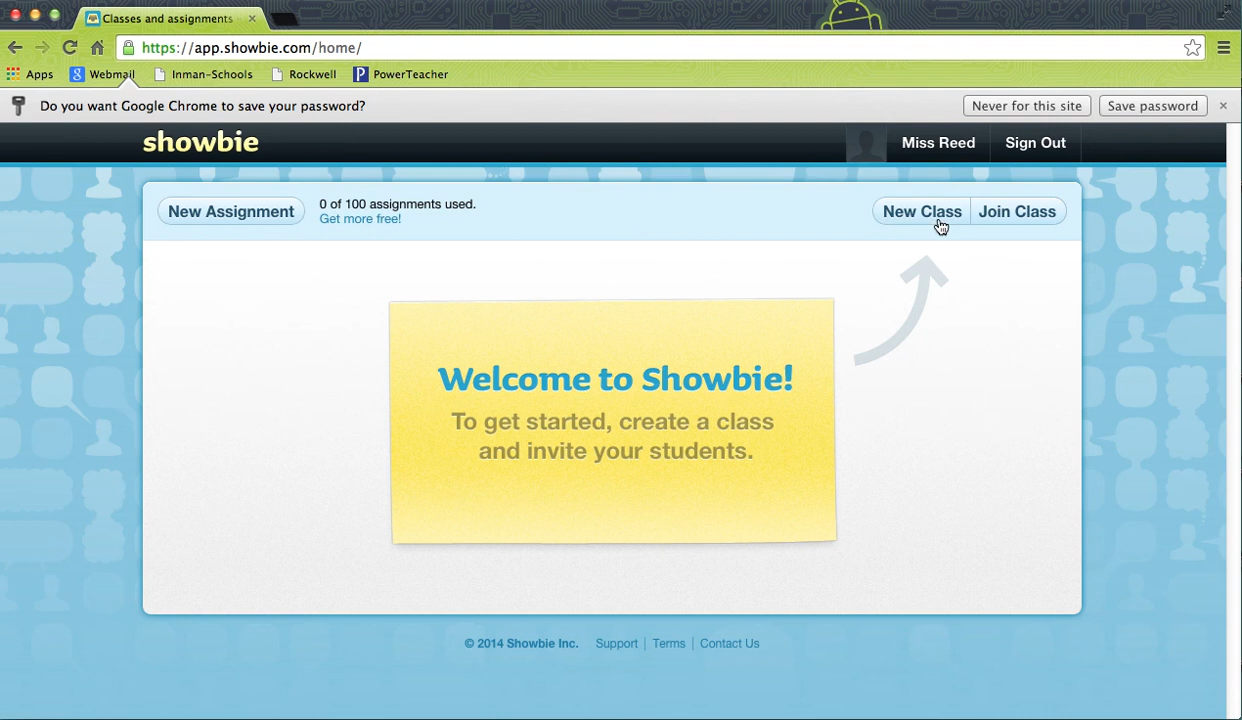 Classes and assignments
https://app.showbie.com/home/
Apps Webmail Inman-Schools Rockwell PowerTeacher
Do you want Google Chrome to save your password? Never for this site Save password
showbie Miss Reed Sign Out
New Assignment 0 of 100 assignments used. New Class Join Class
Get more free!
Welcome to Showbie!
To get started, create a class
and invite your students.
© 2014 Showbie Inc. Support Terms Contact Us